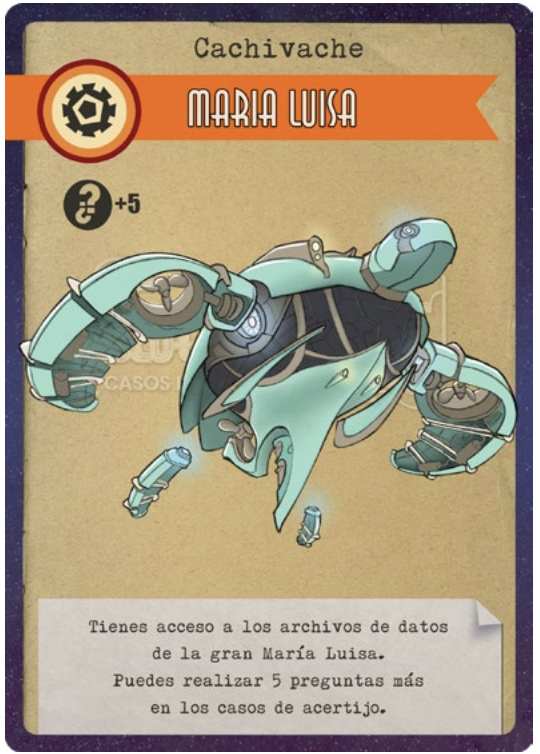 Cachivache
MARIA LUISA
?+5
CASOS
Tienes acceso a los archivos de datos
de la gran María Luisa.
Puedes realizar 5 preguntas más
en los casos de acertijo.